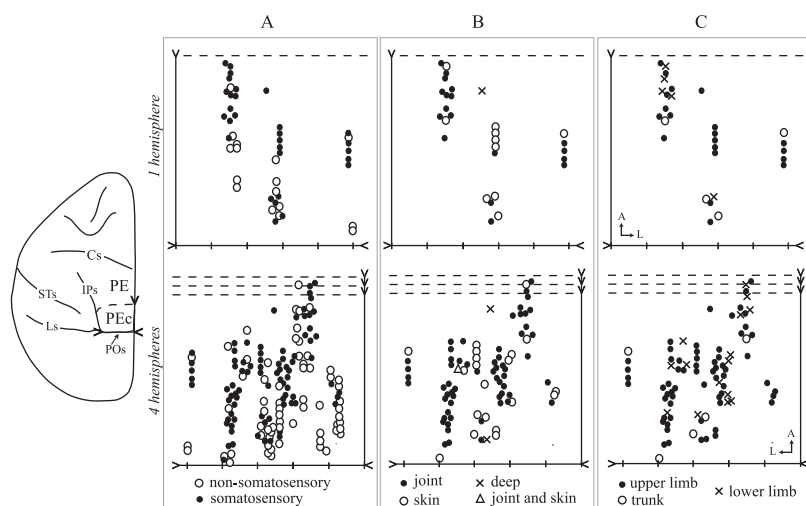 A
B
C
1 hemisphere
4 hemispheres
Cs
PE
IPs
STs
PEc
Ls
POs
A
L
A
L
non-somatosensory
somatosensory
joint
deep
skin
joint and skin
upper limb
lower limb
trunk